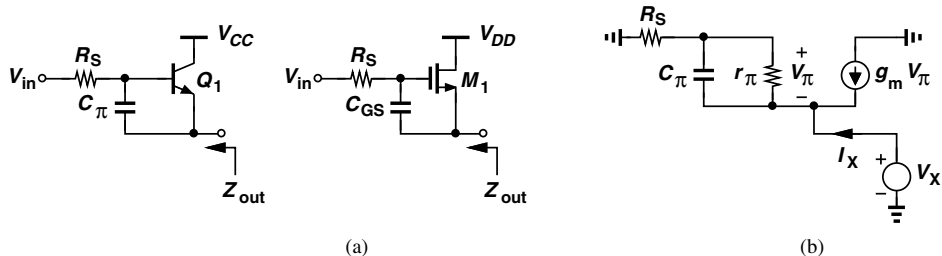 R_S
V_in
C_π
V_CC
Q_1
Z_out
R_S
V_in
C_GS
V_DD
M_1
Z_out
(a)
R_S
C_π
r_π
+
V_π
−
g_m V_π
I_X
+
−
V_X
(b)